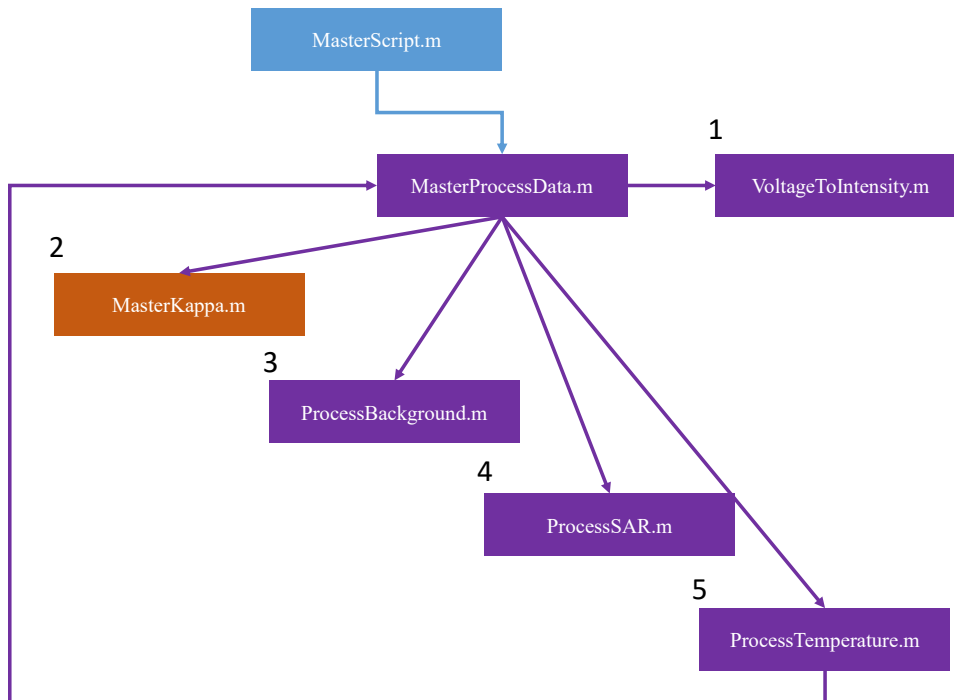 MasterScript.m
1
MasterProcessData.m
VoltageToIntensity.m
2
MasterKappa.m
3
ProcessBackground.m
4
ProcessSAR.m
5
ProcessTemperature.m